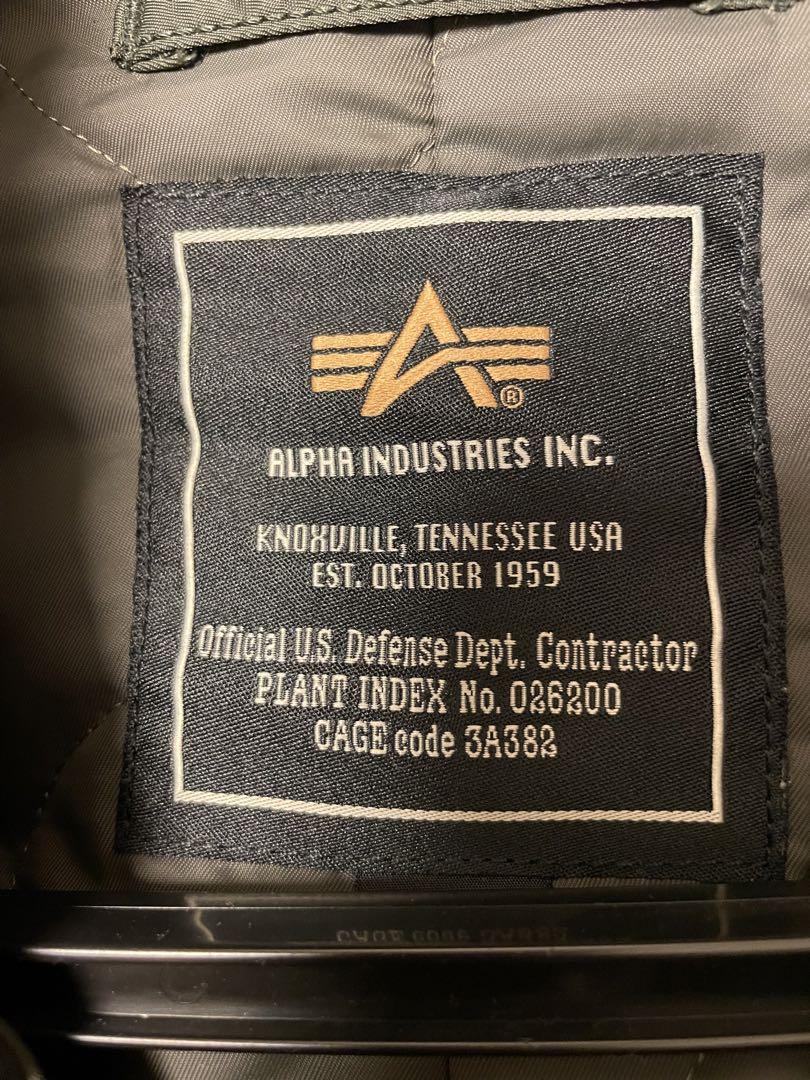 ®
ALPHA INDUSTRIES INC.
KNOXVILLE, TENNESSEE USA
EST. OCTOBER 1959
Official U.S. Defense Dept. Contractor
PLANT INDEX No. 026200
CAGE code 3A382